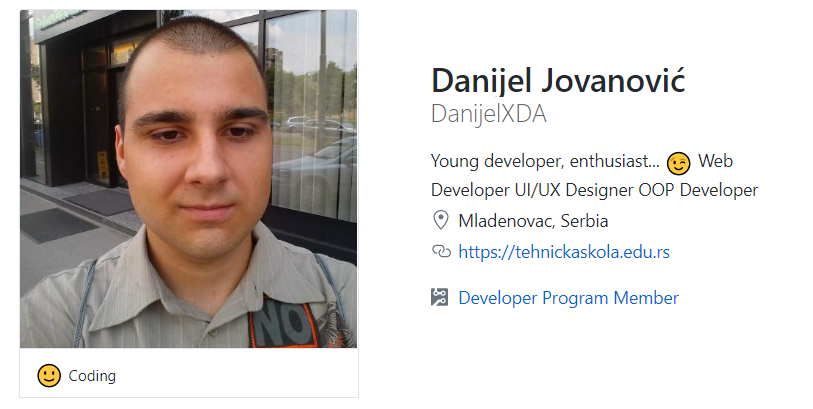 Danijel Jovanović
DanijelXDA
Young developer, enthusiast... 😉 Web
Developer UI/UX Designer OOP Developer
Mladenovac, Serbia
https://tehnickaskola.edu.rs
Developer Program Member
NO
🙂 Coding